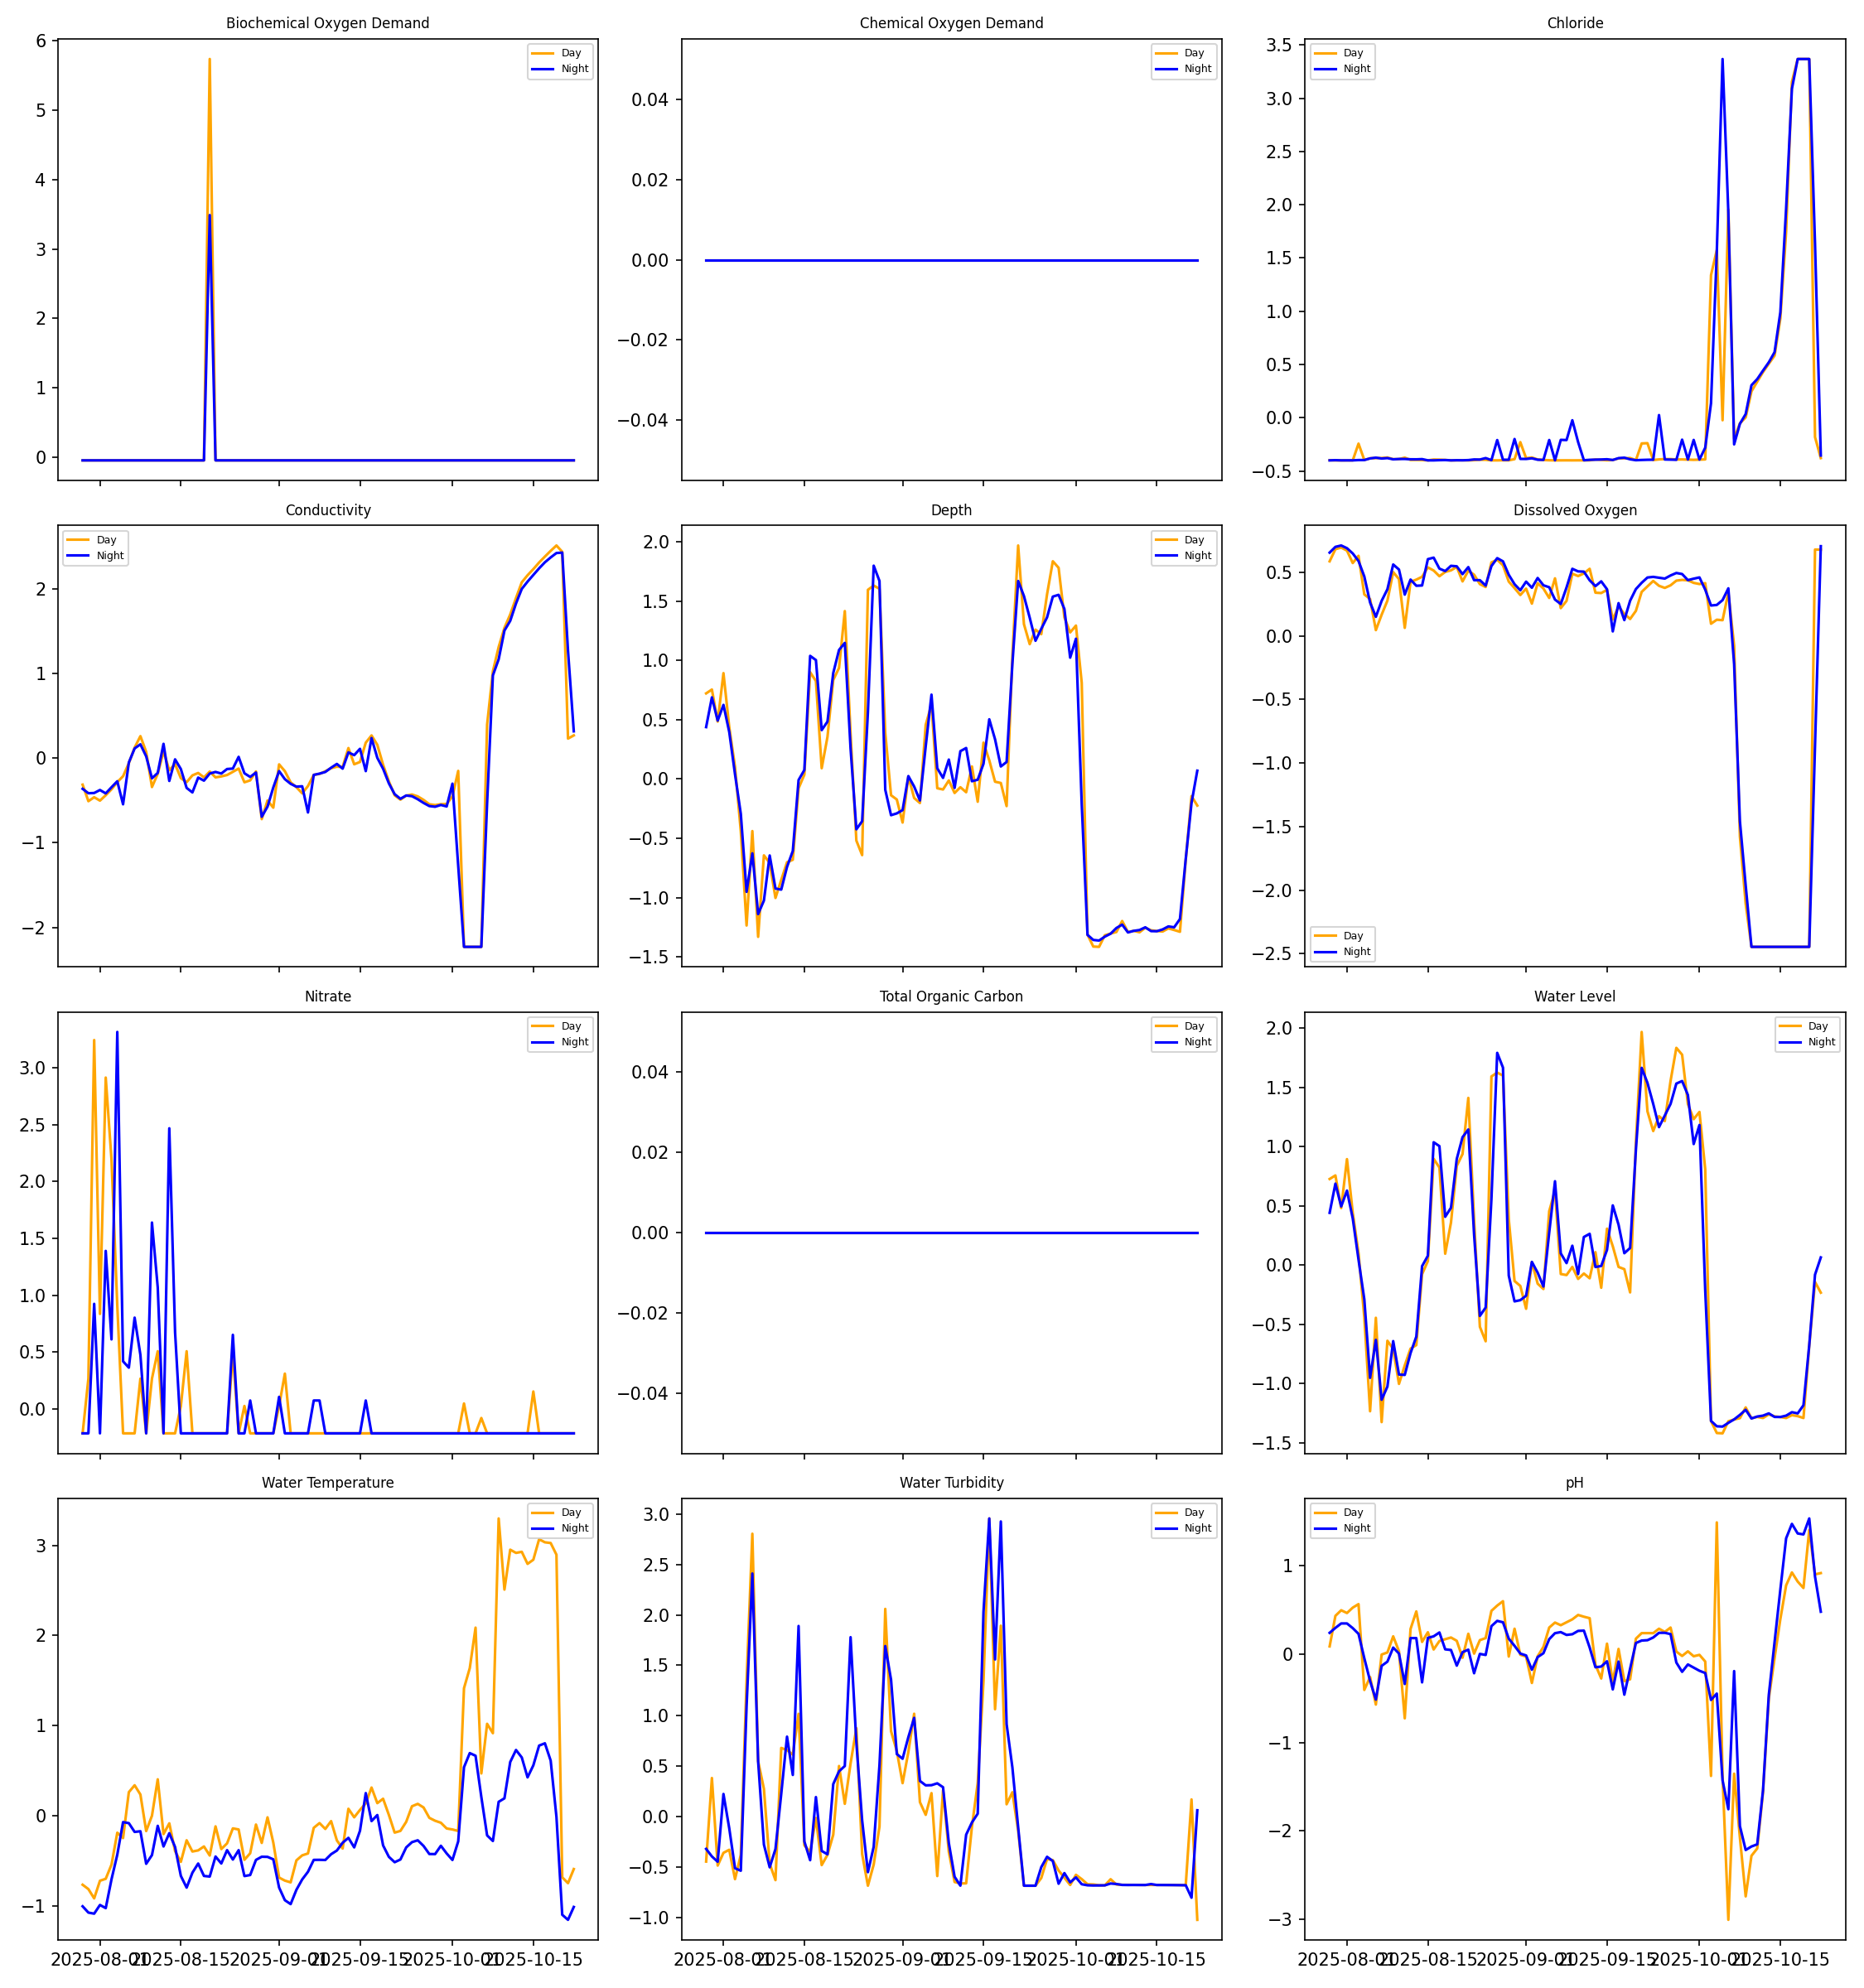 Biochemical Oxygen Demand
6
5
4
3
2
1
0
Day
Night
Chemical Oxygen Demand
0.04
0.02
0.00
−0.02
−0.04
Day
Night
Chloride
3.5
3.0
2.5
2.0
1.5
1.0
0.5
0.0
−0.5
Day
Night
Conductivity
2
1
0
−1
−2
Day
Night
Depth
2.0
1.5
1.0
0.5
0.0
−0.5
−1.0
−1.5
Day
Night
Dissolved Oxygen
0.5
0.0
−0.5
−1.0
−1.5
−2.0
−2.5
Day
Night
Nitrate
3.0
2.5
2.0
1.5
1.0
0.5
0.0
Day
Night
Total Organic Carbon
0.04
0.02
0.00
−0.02
−0.04
Day
Night
Water Level
2.0
1.5
1.0
0.5
0.0
−0.5
−1.0
−1.5
Day
Night
Water Temperature
3
2
1
0
−1
Day
Night
2025-08-01 2025-08-15 2025-09-01 2025-09-15 2025-10-01 2025-10-15
Water Turbidity
3.0
2.5
2.0
1.5
1.0
0.5
0.0
−0.5
−1.0
Day
Night
2025-08-01 2025-08-15 2025-09-01 2025-09-15 2025-10-01 2025-10-15
pH
1
0
−1
−2
−3
Day
Night
2025-08-01 2025-08-15 2025-09-01 2025-09-15 2025-10-01 2025-10-15